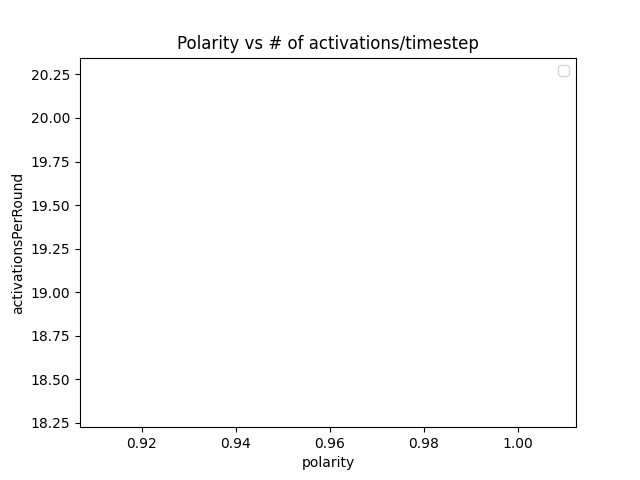 Polarity vs # of activations/timestep
20.25
20.00
19.75
19.50
19.25
19.00
18.75
18.50
18.25
activationsPerRound
0.92 0.94 0.96 0.98 1.00
polarity